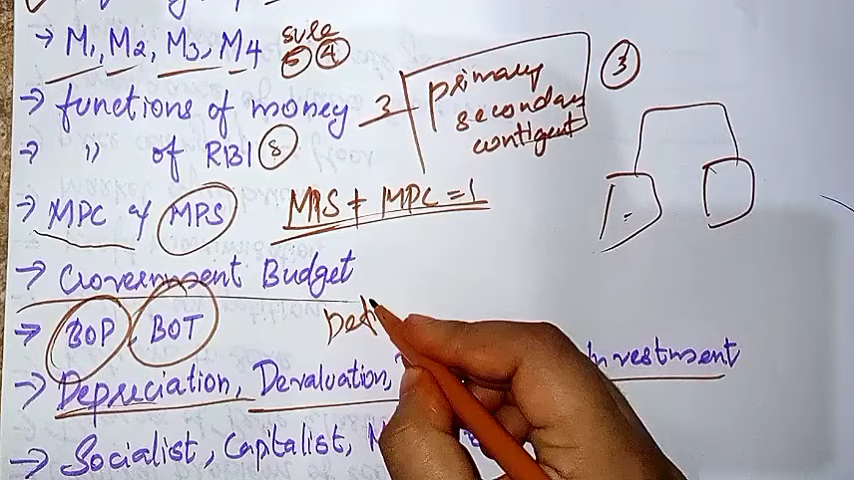 → M1, M2, M3, M4 sure
5 4
→ functions of money 3 primary 3
secondary
contigent
→ " of RBI 8
→ MPC & MPS MPS + MPC = 1
→ Government Budget
→ BOP, BOT Def
→ Depreciation, Devaluation, Investment
→ Socialist, Capitalist, M